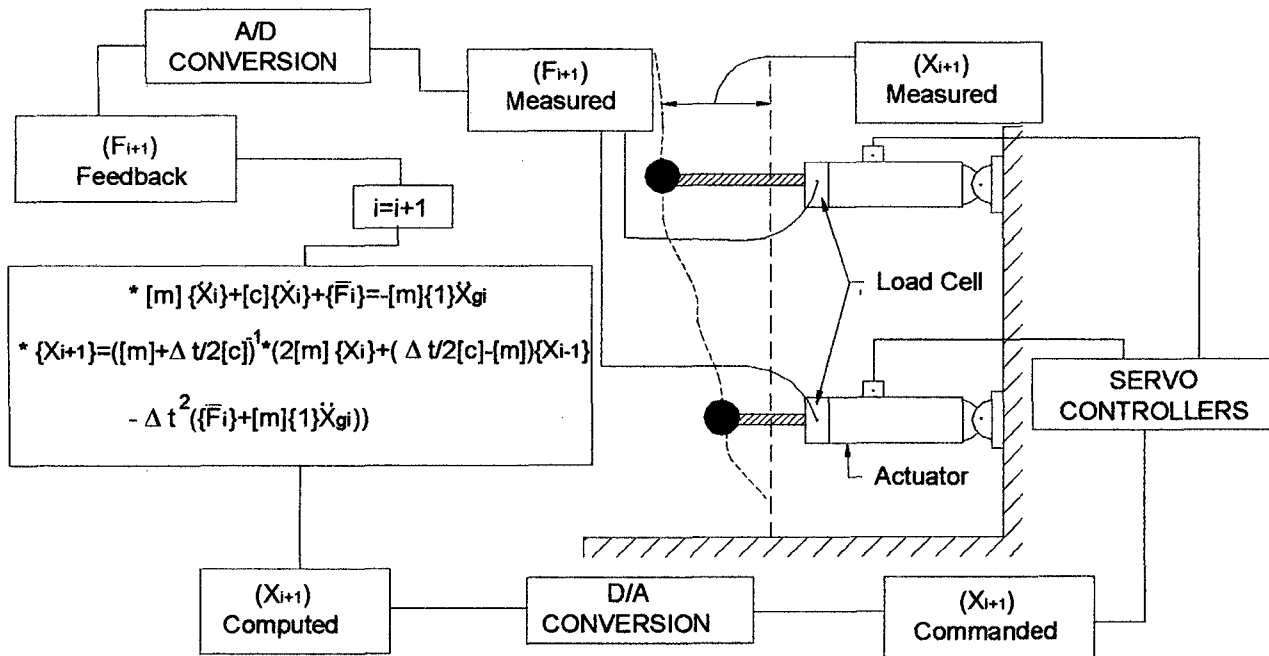 A/D
CONVERSION
(Fi+1)
Measured
(Xi+1)
Measured
(Fi+1)
Feedback
i=i+1
* [m] {Ẍi}+[c]{Ẋi}+{F̅i}=-[m]{1}Ẍgi
* {Xi+1}=([m]+Δ t/2[c])⁻¹*(2[m] {Xi}+( Δ t/2[c]-[m]){Xi-1}
- Δ t²({F̅i}+[m]{1}Ẍgi))
Load Cell
Actuator
SERVO
CONTROLLERS
(Xi+1)
Computed
D/A
CONVERSION
(Xi+1)
Commanded